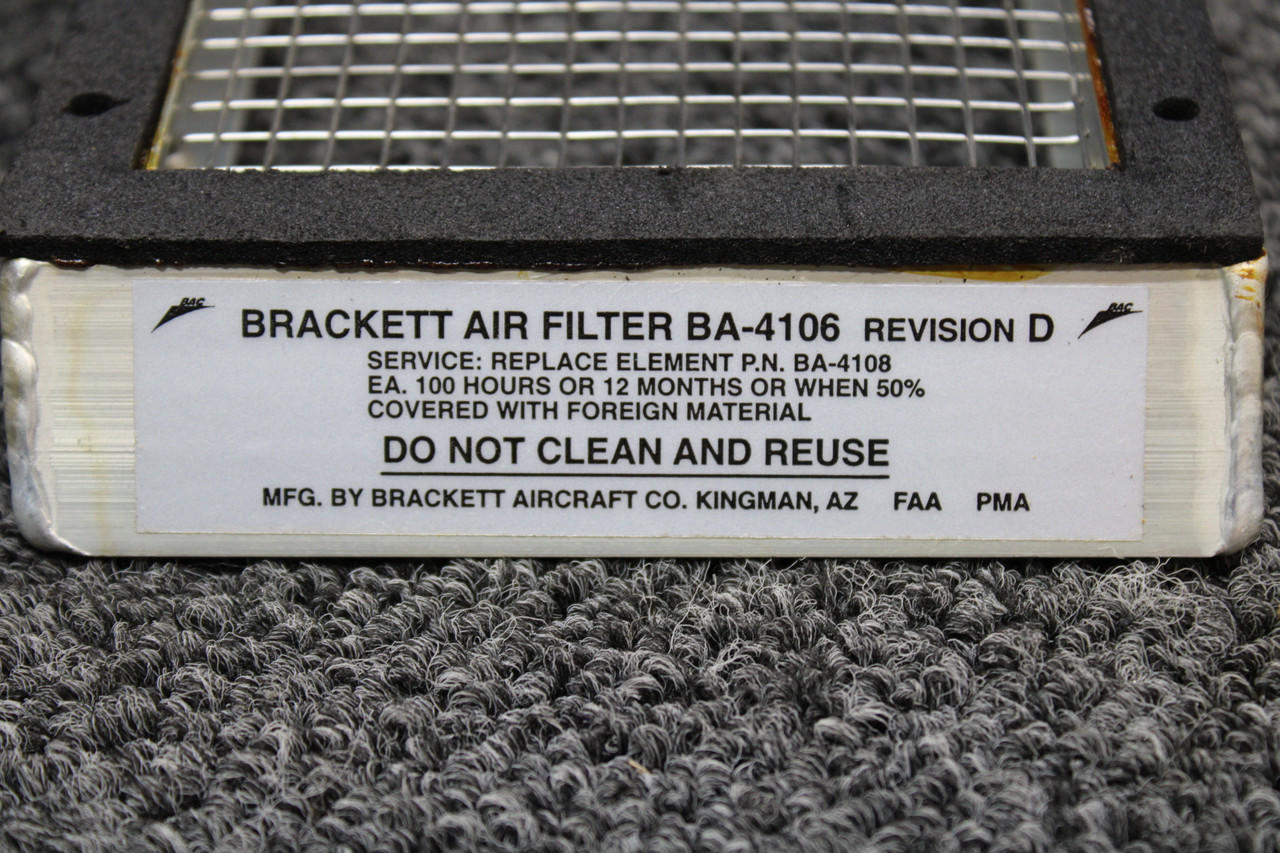 BAC
BAC
BRACKETT AIR FILTER BA-4106 REVISION D
SERVICE: REPLACE ELEMENT P.N. BA-4108
EA. 100 HOURS OR 12 MONTHS OR WHEN 50%
COVERED WITH FOREIGN MATERIAL
DO NOT CLEAN AND REUSE
MFG. BY BRACKETT AIRCRAFT CO. KINGMAN, AZ FAA PMA